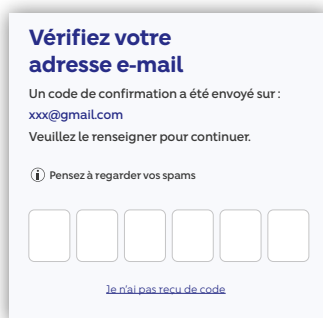 Vérifiez votre
adresse e-mail
Un code de confirmation a été envoyé sur :
xxx@gmail.com
Veuillez le renseigner pour continuer.
Pensez à regarder vos spams
Je n'ai pas reçu de code